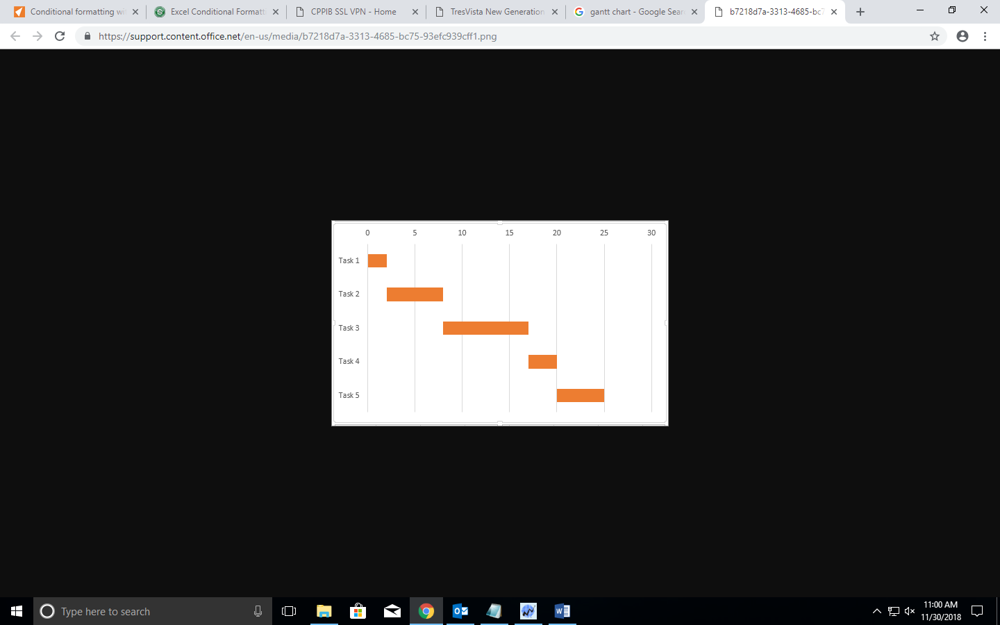 Conditional formatting wi
Excel Conditional Formatt
CPPIB SSL VPN - Home
TresVista New Generation
gantt chart - Google Sear
b7218d7a-3313-4685-bc7
https://support.content.office.net/en-us/media/b7218d7a-3313-4685-bc75-93efc939cff1.png
0 5 10 15 20 25 30
Task 1
Task 2
Task 3
Task 4
Task 5
Type here to search
11:00 AM
11/30/2018